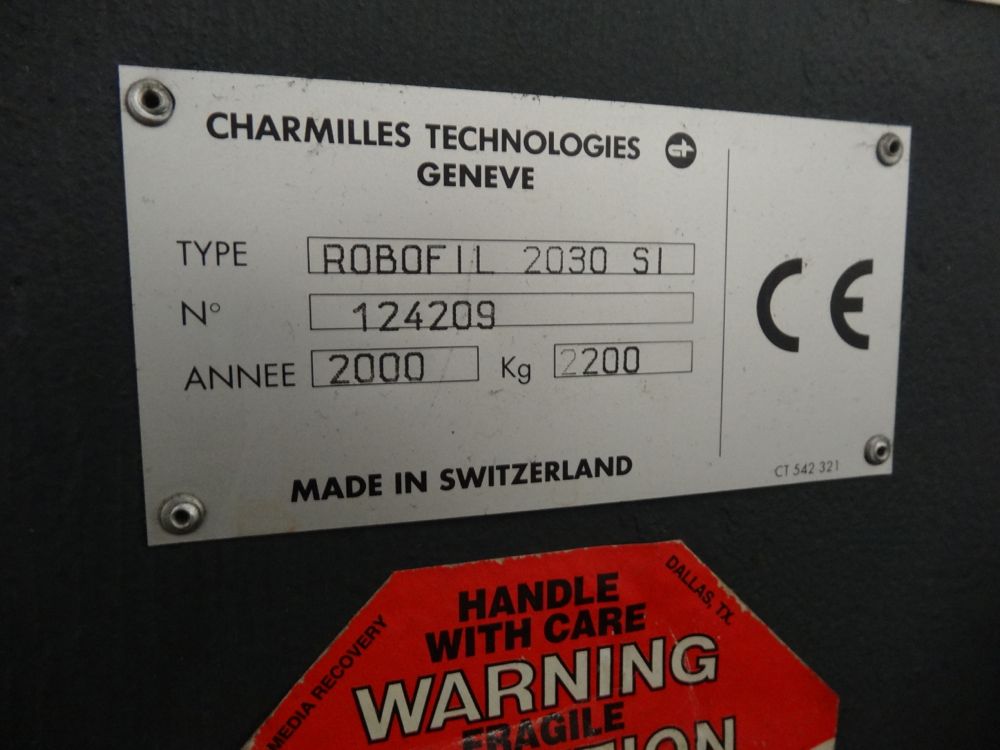 CHARMILLES TECHNOLOGIES
GENEVE
TYPE ROBOFIL 2030 SI
N° 124209
ANNEE 2000 Kg 2200
MADE IN SWITZERLAND
CE
CT 542 321
HANDLE
WITH CARE
WARNING
FRAGILE
MEDIA RECOVERY
DALLAS, TX.